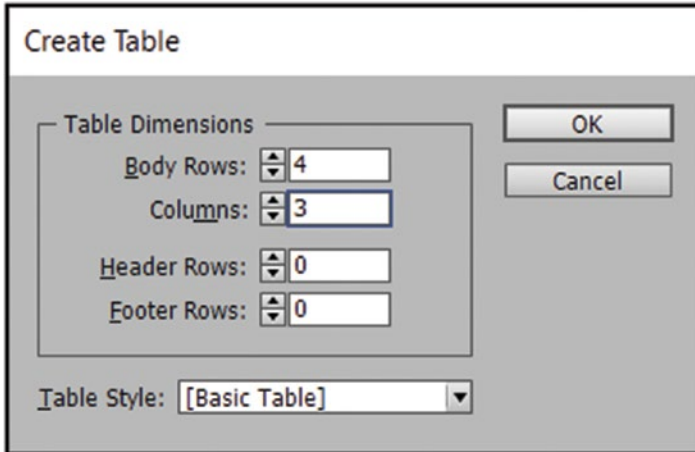 Create Table
Table Dimensions
Body Rows: 4
Columns: 3
Header Rows: 0
Footer Rows: 0
Table Style: [Basic Table]
OK
Cancel